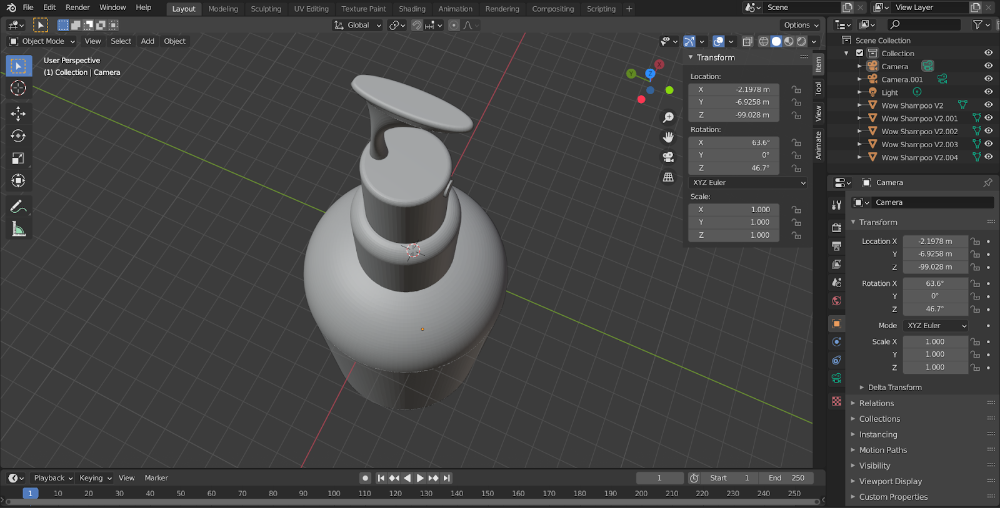 File Edit Render Window Help Layout Modeling Sculpting UV Editing Texture Paint Shading Animation Rendering Compositing Scripting + Scene View Layer
Global Options
Object Mode View Select Add Object
User Perspective
(1) Collection | Camera
X
Y
Z
Transform
Location:
X -2.1978 m
Y -6.9258 m
Z -99.028 m
Rotation:
X 63.6°
Y 0°
Z 46.7°
XYZ Euler
Scale:
X 1.000
Y 1.000
Z 1.000
Item
Tool
View
Animate
Scene Collection
Collection
Camera
Camera.001
Light
Wow Shampoo V2
Wow Shampoo V2.001
Wow Shampoo V2.002
Wow Shampoo V2.003
Wow Shampoo V2.004
Camera
Camera
Transform
Location X -2.1978 m
Y -6.9258 m
Z -99.028 m
Rotation X 63.6°
Y 0°
Z 46.7°
Mode XYZ Euler
Scale X 1.000
Y 1.000
Z 1.000
Delta Transform
Relations
Collections
Instancing
Motion Paths
Visibility
Viewport Display
Custom Properties
Playback Keying View Marker 1 Start 1 End 250
1 10 20 30 40 50 60 70 80 90 100 110 120 130 140 150 160 170 180 190 200 210 220 230 240 250